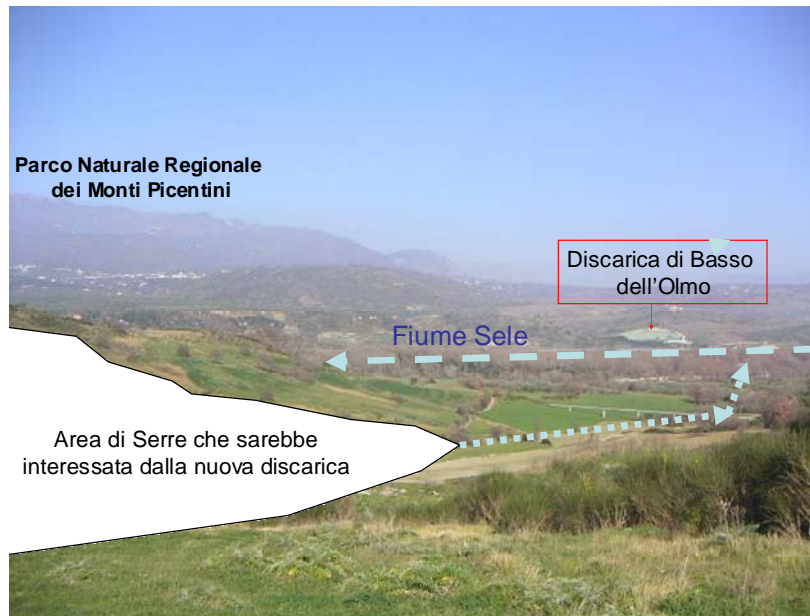 Parco Naturale Regionale
dei Monti Picentini
Discarica di Basso
dell'Olmo
Fiume Sele
Area di Serre che sarebbe
interessata dalla nuova discarica